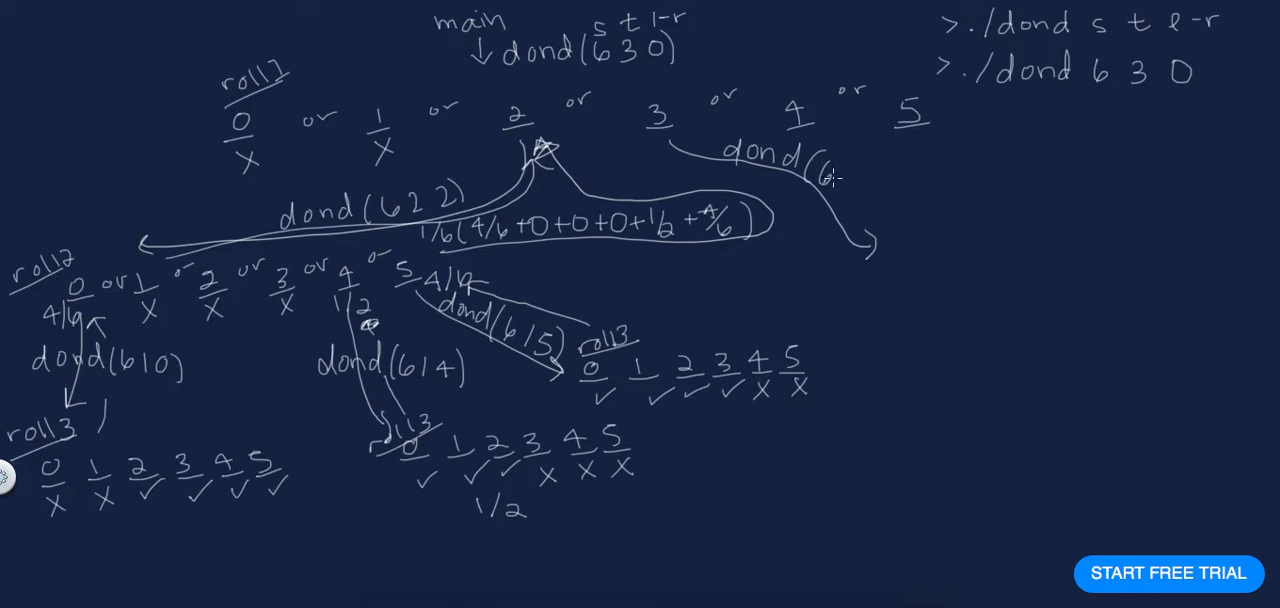 main
s t l-r
↓ dond(6 3 0)
>./dond s t l-r
>./dond 6 3 0
roll1
0 or 1 or 2 or 3 or 4 or 5
x x
dond(6
dond(6 2 2)
1/6(4/6+0+0+0+1/2+4/6)
roll2
0 or 1 or 2 or 3 or 4 or 5 4/6
4/6 x x x 1/2
dond(6 1 0)
dond(6 1 4)
dond(6 1 5)
roll3
0 1 2 3 4 5
✓ ✓ ✓ ✓ x x
roll3
0 1 2 3 4 5
✓ ✓ ✓ x x x
1/2
roll3
0 1 2 3 4 5
x x ✓ ✓ ✓ ✓
START FREE TRIAL